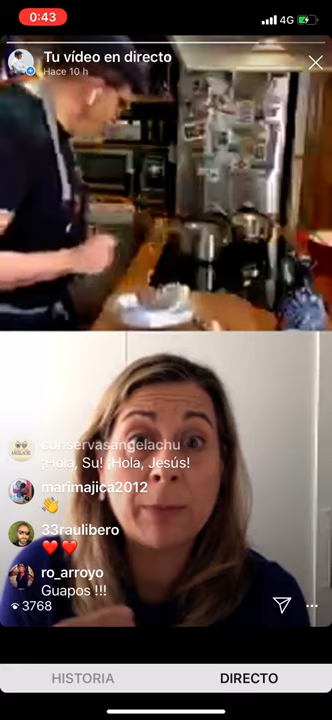 0:43
4G
Tu vídeo en directo
Hace 10 h
conservasangelachu
¡Hola, Su! ¡Hola, Jesús!
marimajica2012
👋
33raulibero
❤️❤️
ro_arroyo
Guapos !!!
3768
HISTORIA
DIRECTO